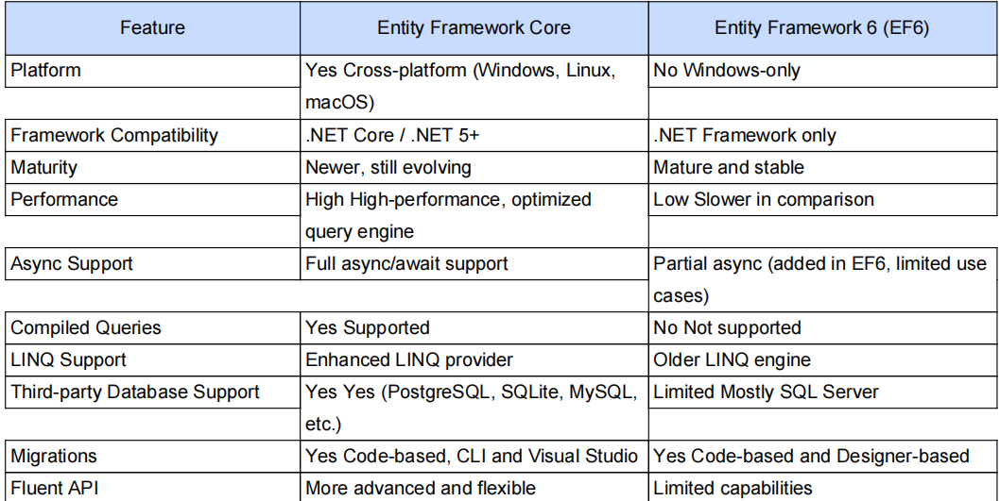 Feature Entity Framework Core Entity Framework 6 (EF6)
Platform Yes Cross-platform (Windows, Linux, No Windows-only
macOS)
Framework Compatibility .NET Core / .NET 5+ .NET Framework only
Maturity Newer, still evolving Mature and stable
Performance High High-performance, optimized Low Slower in comparison
query engine
Async Support Full async/await support Partial async (added in EF6, limited use
cases)
Compiled Queries Yes Supported No Not supported
LINQ Support Enhanced LINQ provider Older LINQ engine
Third-party Database Support Yes Yes (PostgreSQL, SQLite, MySQL, Limited Mostly SQL Server
etc.)
Migrations Yes Code-based, CLI and Visual Studio Yes Code-based and Designer-based
Fluent API More advanced and flexible Limited capabilities